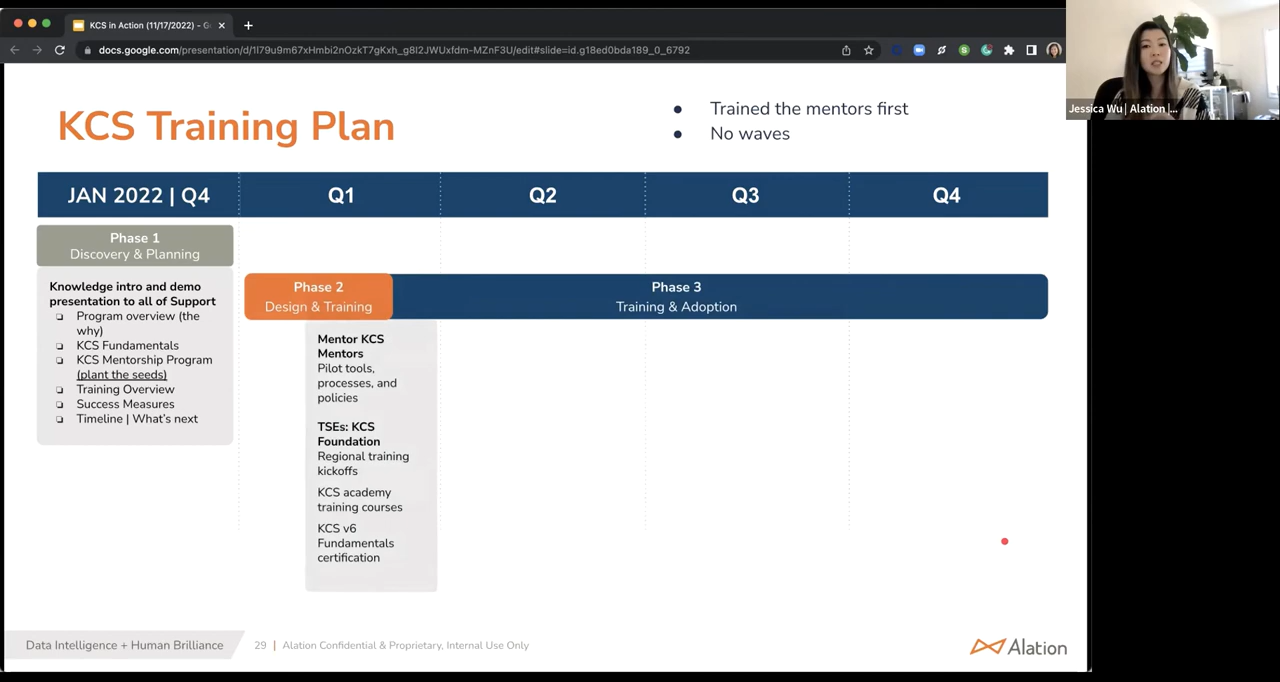 KCS in Action (11/17/2022) - G
docs.google.com/presentation/d/1l79u9m67xHmbi2nOzkT7gKxh_g8I2JWUxfdm-MZnF3U/edit#slide=id.g18ed0bda189_0_6792
Jessica Wu | Alation |...
KCS Training Plan
● Trained the mentors first
● No waves
JAN 2022 | Q4
Q1
Q2
Q3
Q4
Phase 1
Discovery & Planning
Knowledge intro and demo
presentation to all of Support
❏ Program overview (the
why)
❏ KCS Fundamentals
❏ KCS Mentorship Program
(plant the seeds)
❏ Training Overview
❏ Success Measures
❏ Timeline | What's next
Phase 2
Design & Training
Phase 3
Training & Adoption
Mentor KCS
Mentors
Pilot tools,
processes, and
policies
TSEs: KCS
Foundation
Regional training
kickoffs
KCS academy
training courses
KCS v6
Fundamentals
certification
Data Intelligence + Human Brilliance
29 | Alation Confidential & Proprietary, Internal Use Only
Alation